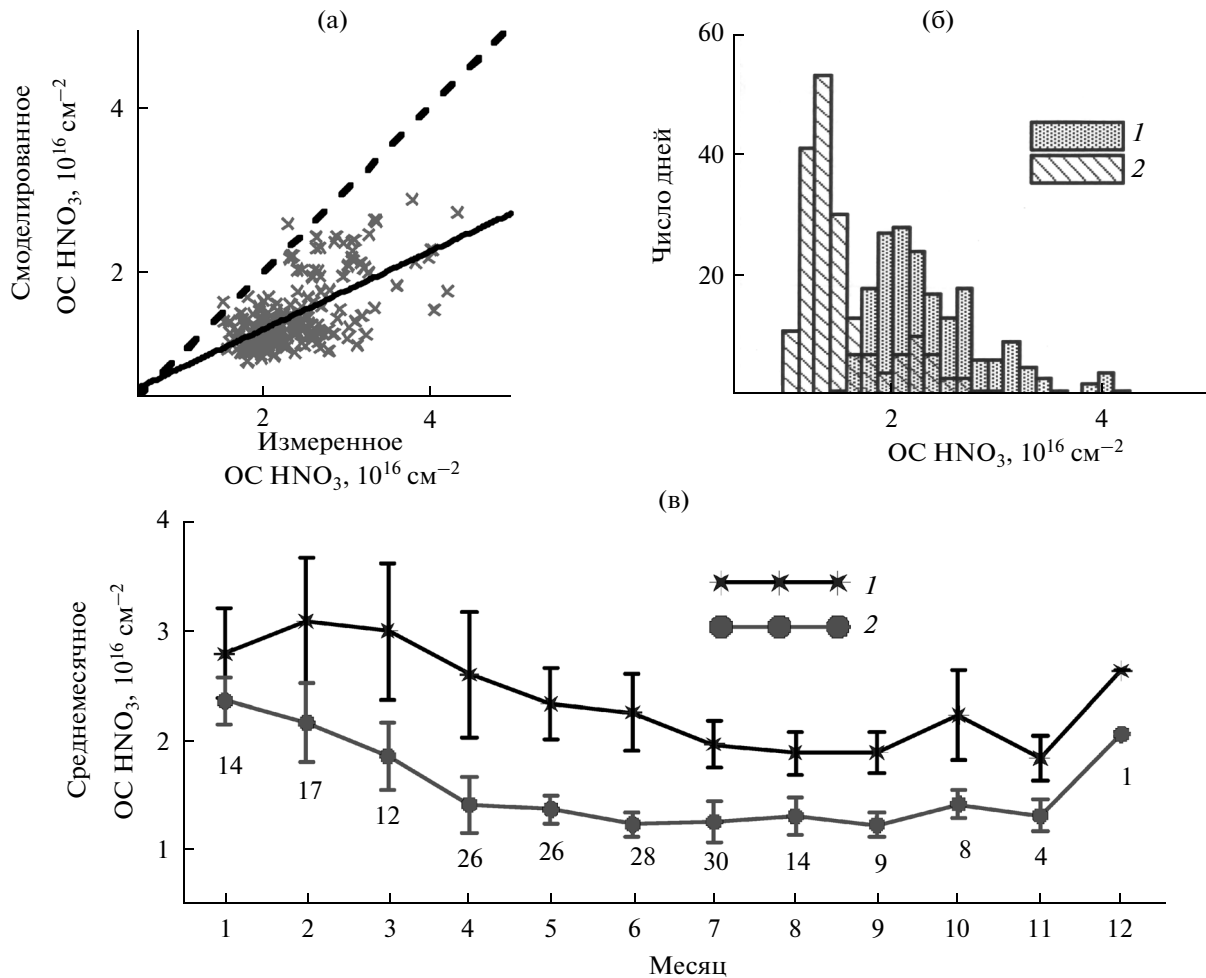 (а)
Смоделированное
ОС HNO₃, 10¹⁶ см⁻²
4
2
2
4
Измеренное
ОС HNO₃, 10¹⁶ см⁻²
(б)
Число дней
60
40
20
1
2
2
4
ОС HNO₃, 10¹⁶ см⁻²
(в)
Среднемесячное
ОС HNO₃, 10¹⁶ см⁻²
4
3
2
1
1
2
14
17
12
26
26
28
30
14
9
8
4
1
1 2 3 4 5 6 7 8 9 10 11 12
Месяц